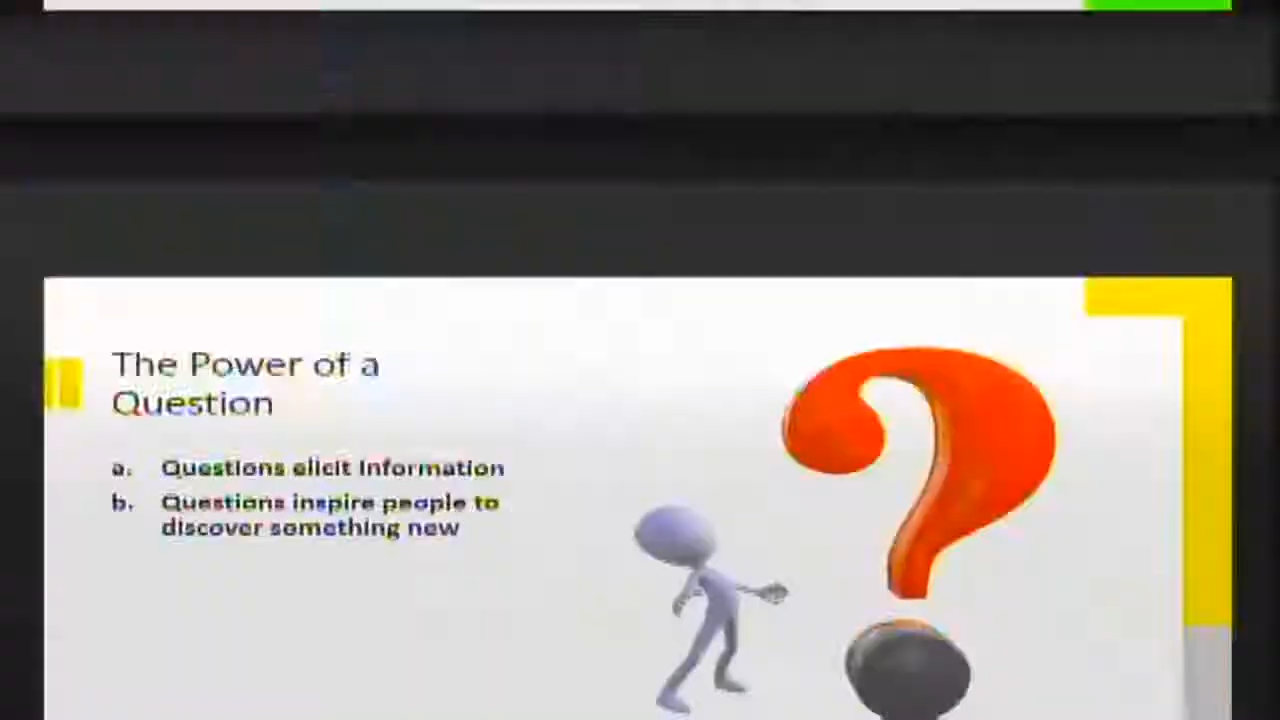 The Power of a
Question
a. Questions elicit information
b. Questions inspire people to
discover something new